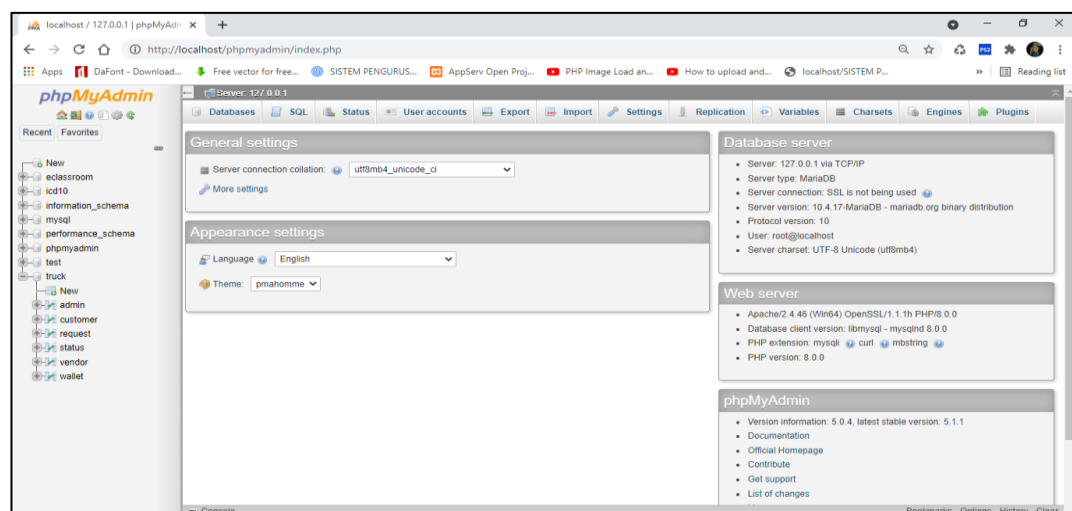 localhost / 127.0.0.1 | phpMyAdm
http://localhost/phpmyadmin/index.php
Apps DaFont - Download... Free vector for free... SISTEM PENGURUS... AppServ Open Proj... PHP Image Load an... How to upload and... localhost/SISTEM P... » Reading list
phpMyAdmin
Recent Favorites
New
eclassroom
icd10
information_schema
mysql
performance_schema
phpmyadmin
test
truck
New
admin
customer
request
status
vendor
wallet
Server: 127.0.0.1
Databases SQL Status User accounts Export Import Settings Replication Variables Charsets Engines Plugins
General settings
Server connection collation: utf8mb4_unicode_ci
More settings
Appearance settings
Language English
Theme: pmahomme
Database server
Server: 127.0.0.1 via TCP/IP
Server type: MariaDB
Server connection: SSL is not being used
Server version: 10.4.17-MariaDB - mariadb.org binary distribution
Protocol version: 10
User: root@localhost
Server charset: UTF-8 Unicode (utf8mb4)
Web server
Apache/2.4.46 (Win64) OpenSSL/1.1.1h PHP/8.0.0
Database client version: libmysql - mysqlnd 8.0.0
PHP extension: mysqli curl mbstring
PHP version: 8.0.0
phpMyAdmin
Version information: 5.0.4, latest stable version: 5.1.1
Documentation
Official Homepage
Contribute
Get support
List of changes
Console Bookmarks Options History Clear